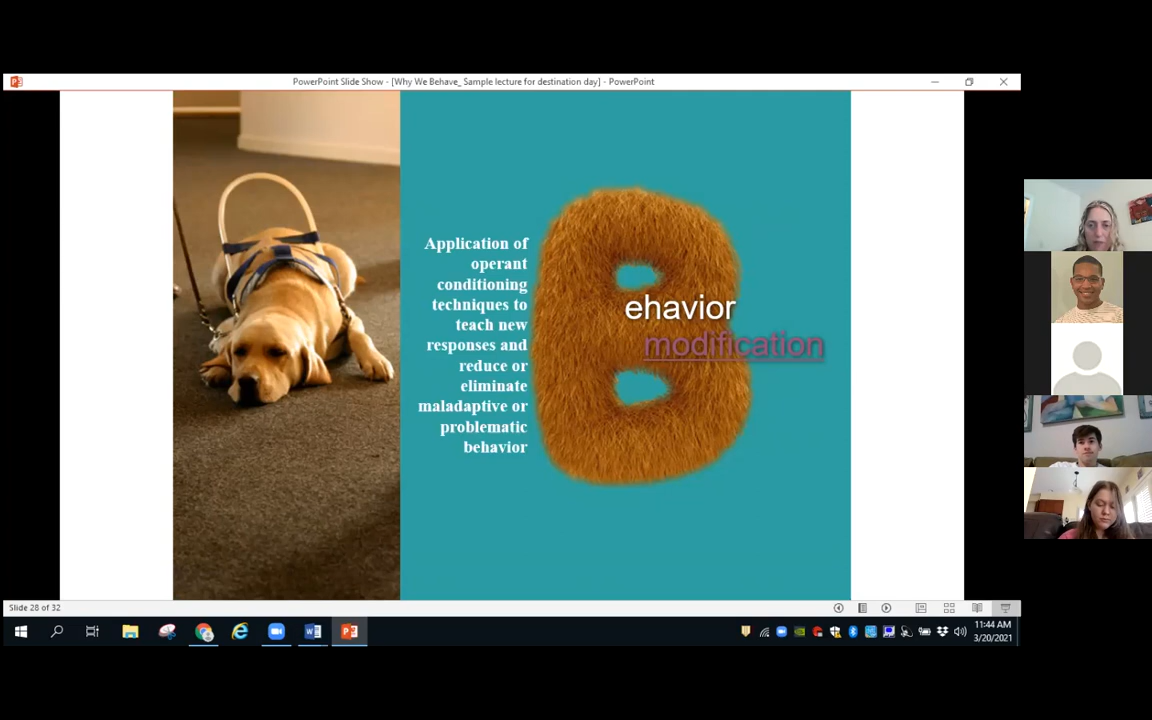 PowerPoint Slide Show - [Why We Behave_ Sample lecture for destination day] - PowerPoint
Application of
operant
conditioning
techniques to
teach new
responses and
reduce or
eliminate
maladaptive or
problematic
behavior
B
ehavior
modification
Slide 28 of 32
11:44 AM
3/20/2021